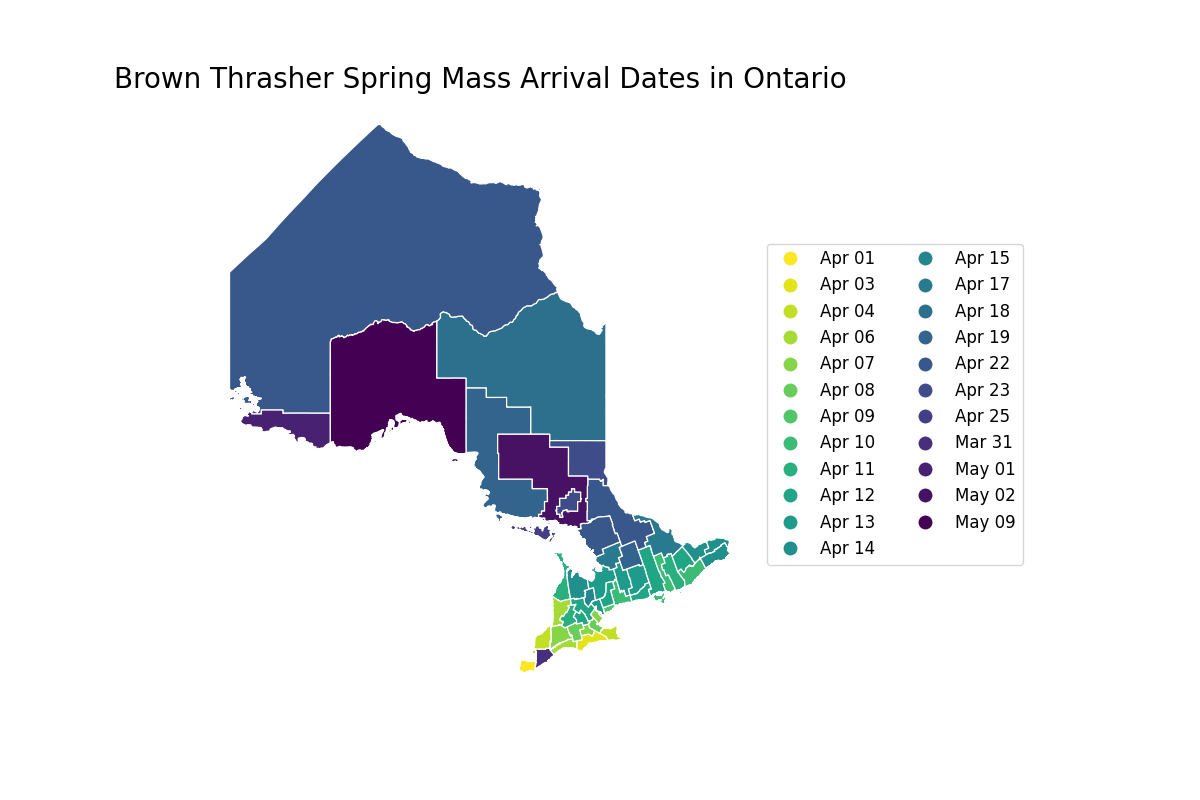 Brown Thrasher Spring Mass Arrival Dates in Ontario
Apr 01
Apr 03
Apr 04
Apr 06
Apr 07
Apr 08
Apr 09
Apr 10
Apr 11
Apr 12
Apr 13
Apr 14
Apr 15
Apr 17
Apr 18
Apr 19
Apr 22
Apr 23
Apr 25
Mar 31
May 01
May 02
May 09